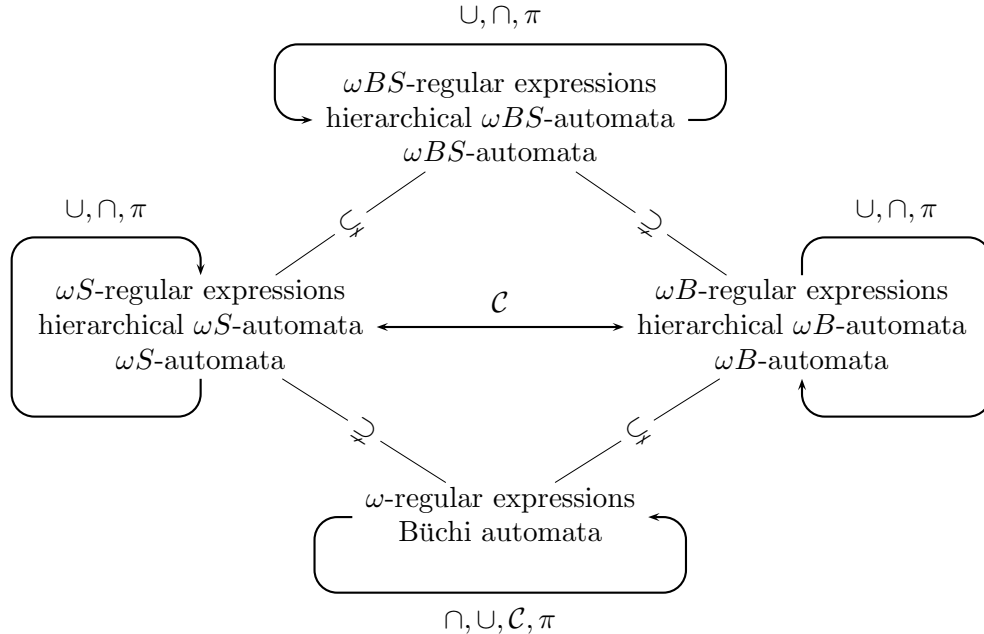 ∪, ∩, π
ωBS-regular expressions
hierarchical ωBS-automata
ωBS-automata
⊊
⊊
∪, ∩, π
∪, ∩, π
ωS-regular expressions
hierarchical ωS-automata
ωS-automata
𝒞
ωB-regular expressions
hierarchical ωB-automata
ωB-automata
⊊
⊊
ω-regular expressions
Büchi automata
∩, ∪, 𝒞, π